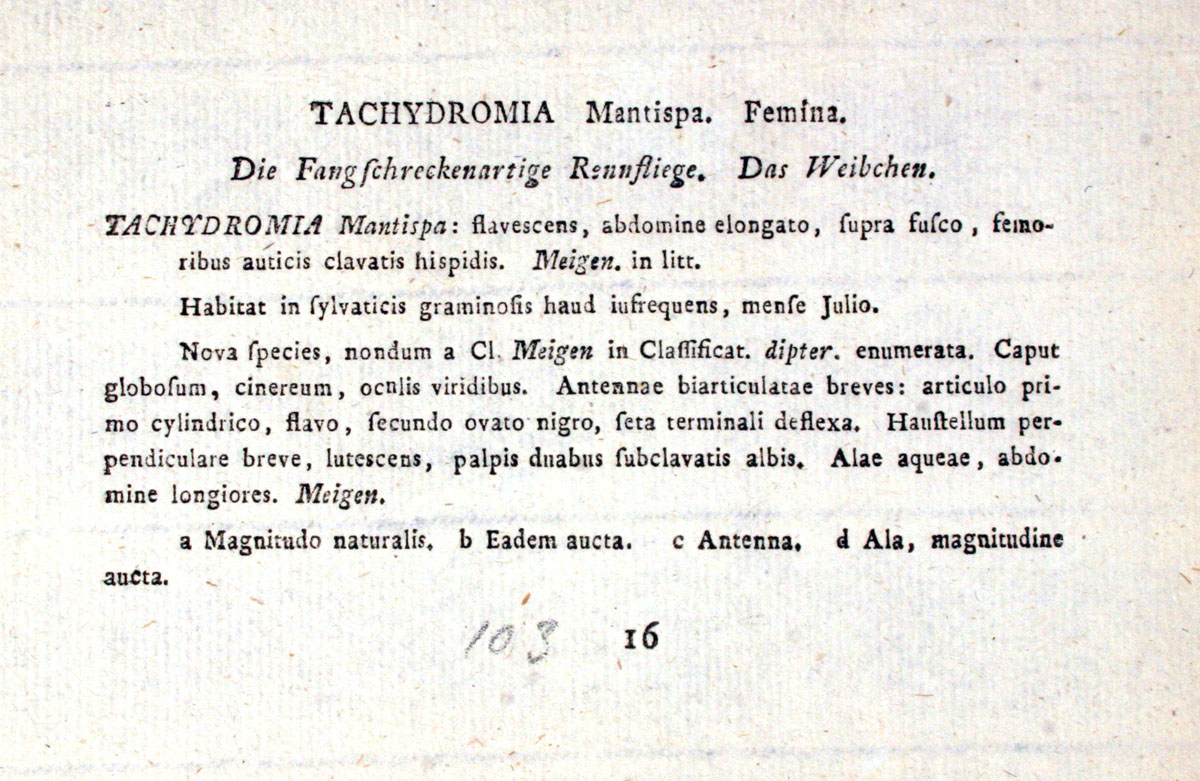 TACHYDROMIA Mantispa. Femina.
Die Fangſchreckenartige Rennfliege. Das Weibchen.
TACHYDROMIA Mantispa: flavescens, abdomine elongato, ſupra fuſco, femo-
ribus auticis clavatis hispidis. Meigen. in litt.
Habitat in ſylvaticis graminoſis haud iufrequens, menſe Julio.
Nova ſpecies, nondum a Cl. Meigen in Claſſificat. dipter. enumerata. Caput
globoſum, cinereum, ocnlis viridibus. Antennae biarticulatae breves: articulo pri-
mo cylindrico, flavo, ſecundo ovato nigro, ſeta terminali deflexa. Hauſtellum per-
pendiculare breve, lutescens, palpis dnabus ſubclavatis albis. Alae aqueae, abdo-
mine longiores. Meigen.
a Magnitudo naturalis. b Eadem aucta. c Antenna. d Ala, magnitudine
aucta.
103 16